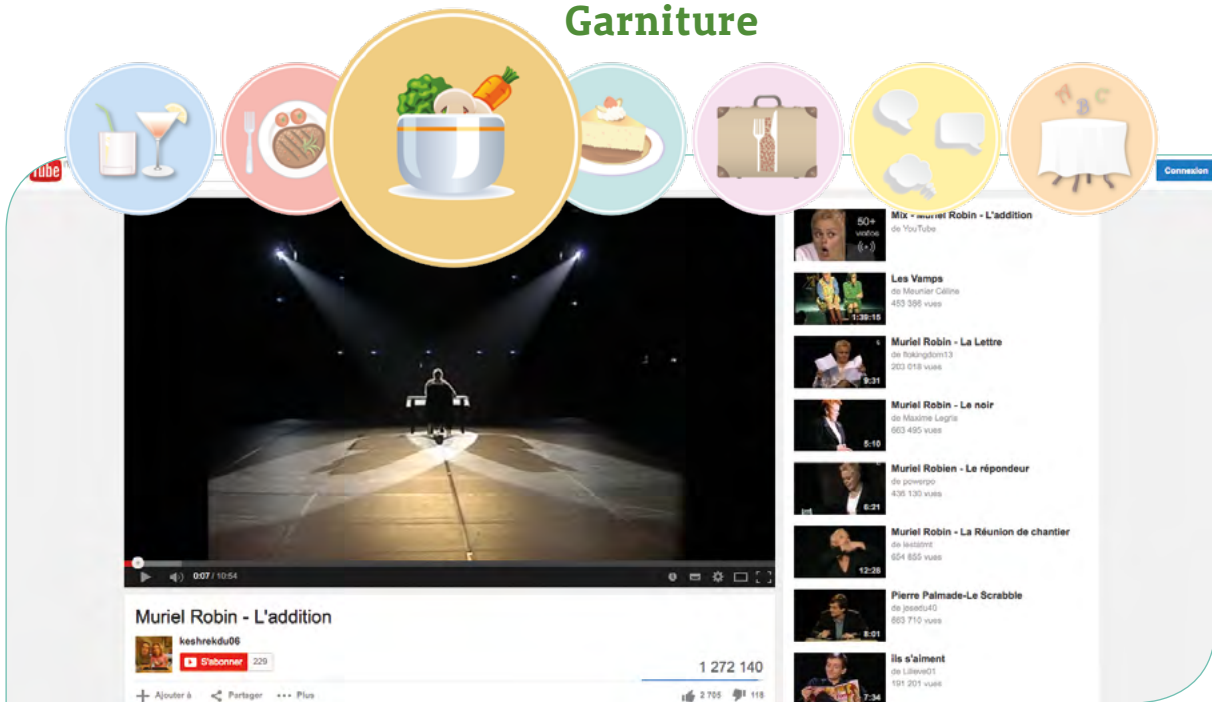 Garniture
Tube
Connexion
Muriel Robin - L'addition
keshrekdu06
S'abonner 229
1 272 140
Ajouter à Partager ••• Plus
2 705 118
0:07 / 10:54
50+
vidéos
Mix - Muriel Robin - L'addition
de YouTube
Les Vamps
de Meunier Céline
453 386 vues
1:39:15
Muriel Robin - La Lettre
de flokingdom13
203 018 vues
9:31
Muriel Robin - Le noir
de Maxime Legris
663 495 vues
5:10
Muriel Robien - Le répondeur
de powerpo
436 130 vues
6:21
Muriel Robin - La Réunion de chantier
654 655 vues
12:28
Pierre Palmade-Le Scrabble
de josedu40
663 710 vues
8:01
ils s'aiment
de Lilleve01
191 201 vues
7:34
A B C